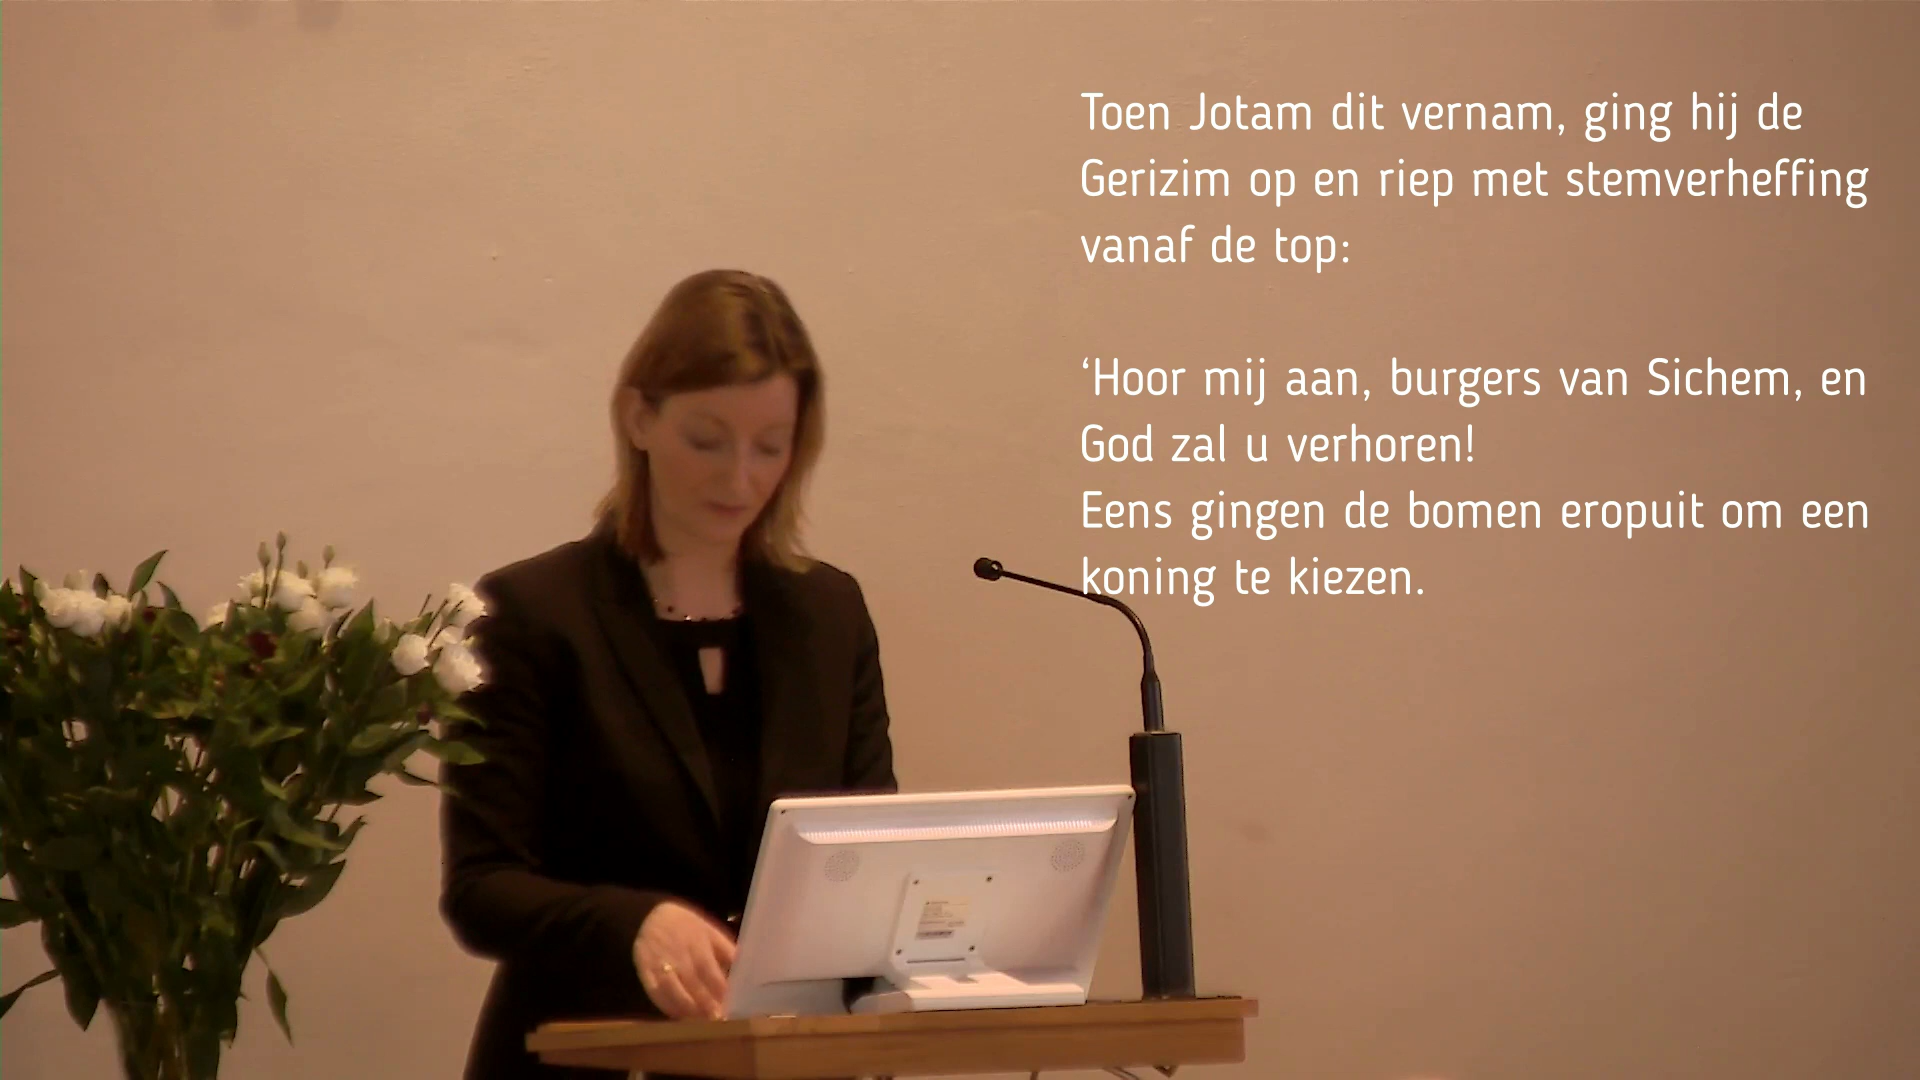 Toen Jotam dit vernam, ging hij de
Gerizim op en riep met stemverheffing
vanaf de top:
‘Hoor mij aan, burgers van Sichem, en
God zal u verhoren!
Eens gingen de bomen eropuit om een
koning te kiezen.